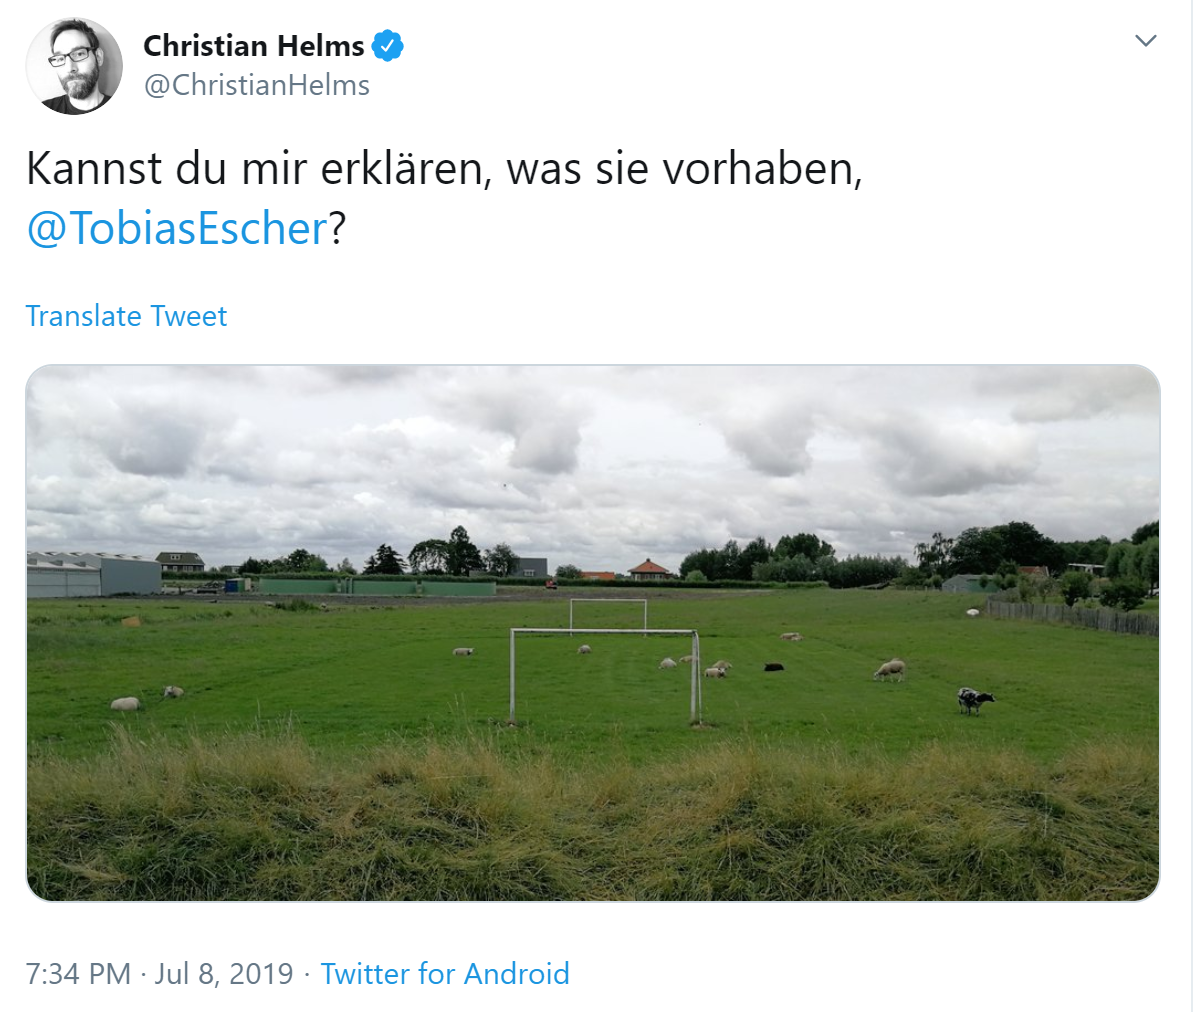 Christian Helms
@ChristianHelms
Kannst du mir erklären, was sie vorhaben,
@TobiasEscher?
Translate Tweet
7:34 PM · Jul 8, 2019 · Twitter for Android